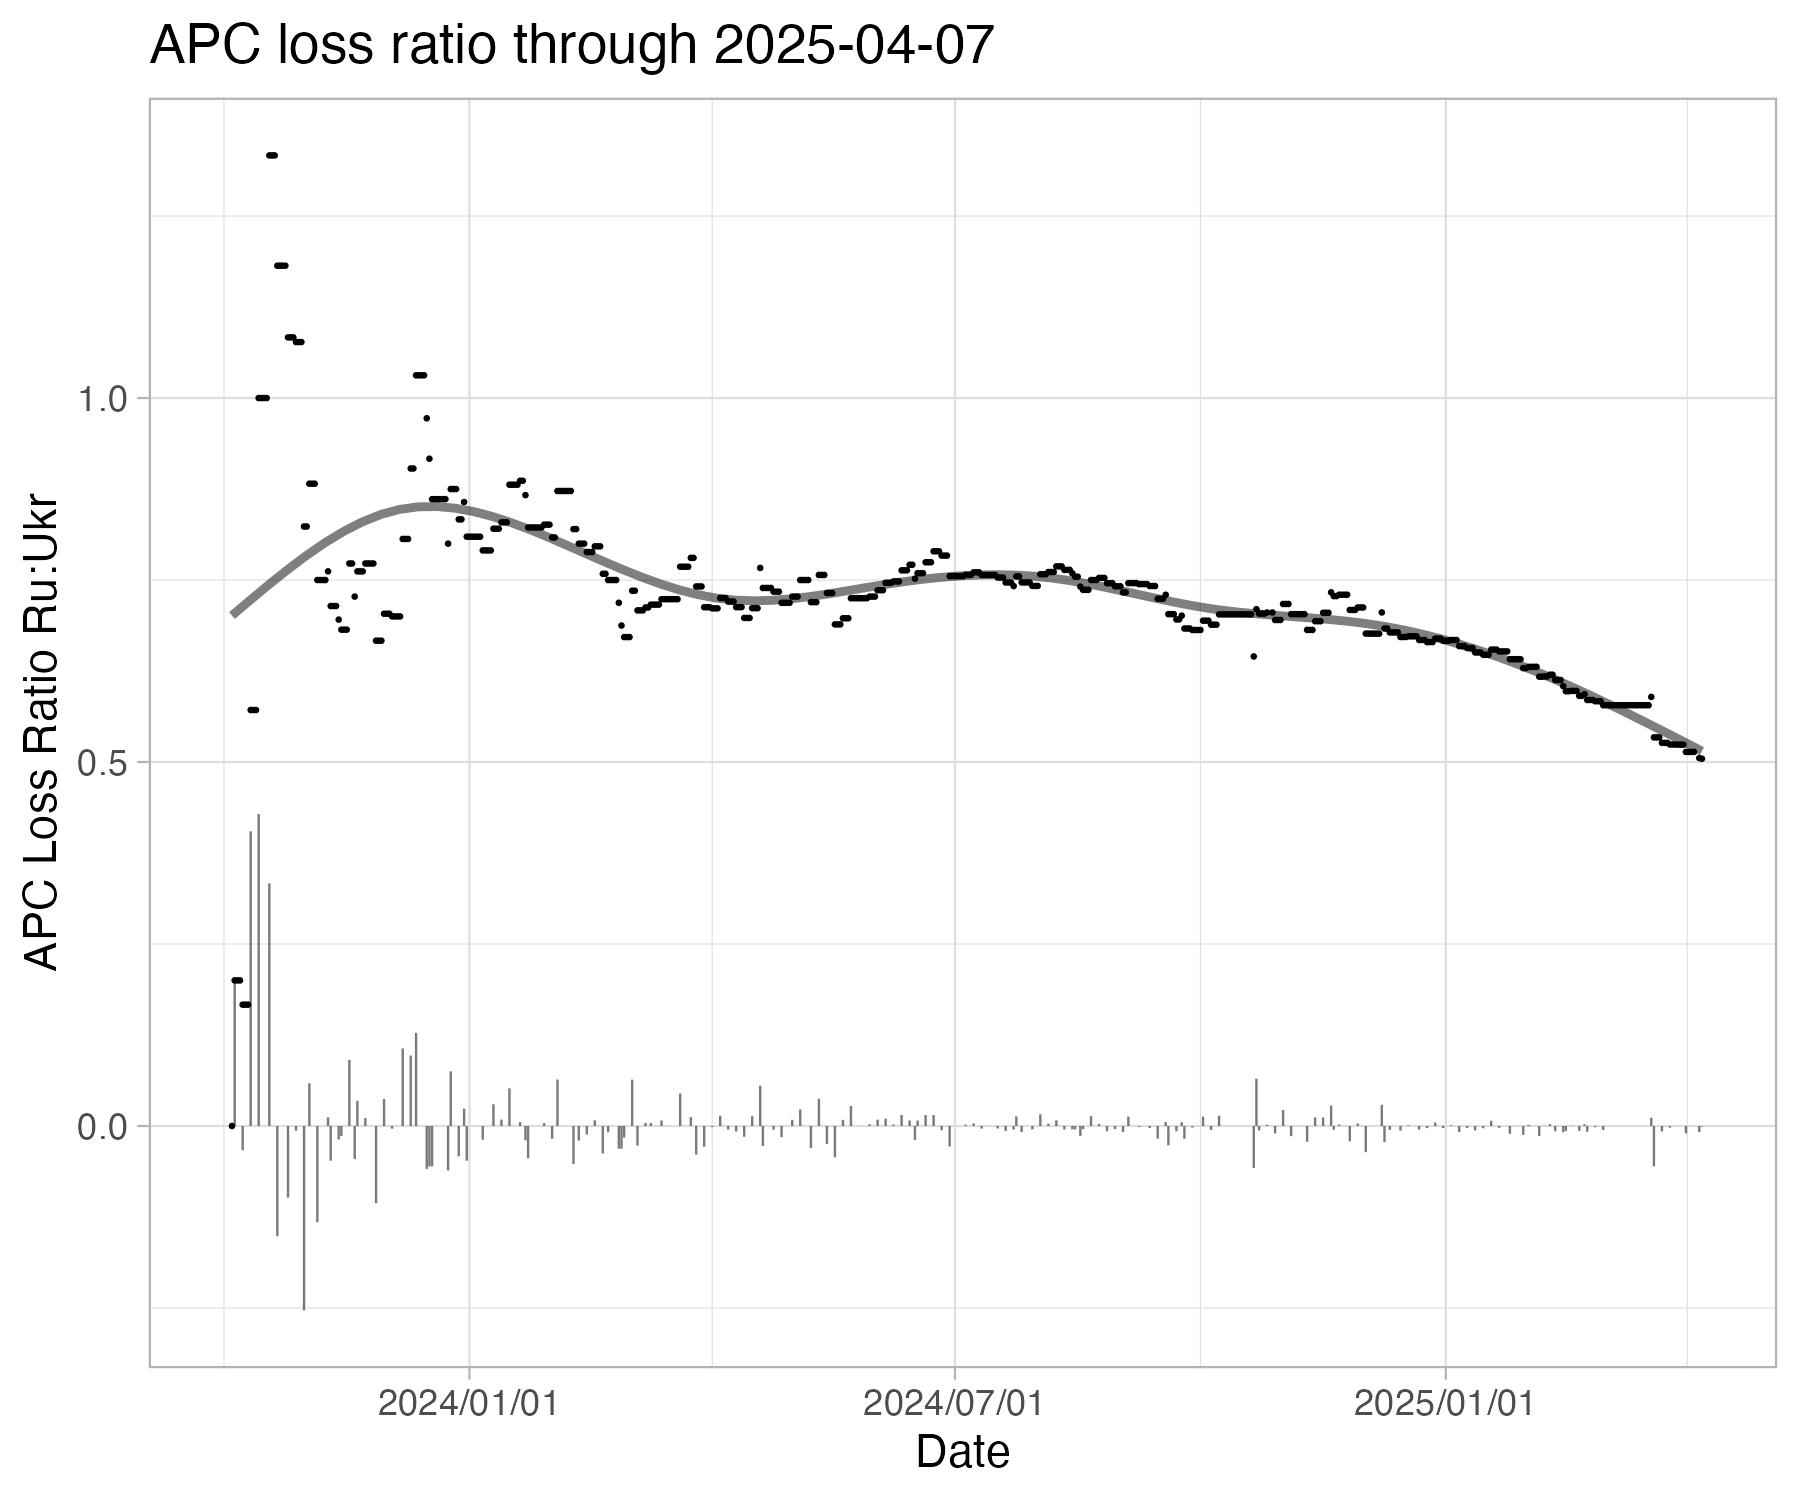 APC loss ratio through 2025-04-07
APC Loss Ratio Ru:Ukr
1.0
0.5
0.0
2024/01/01
2024/07/01
2025/01/01
Date